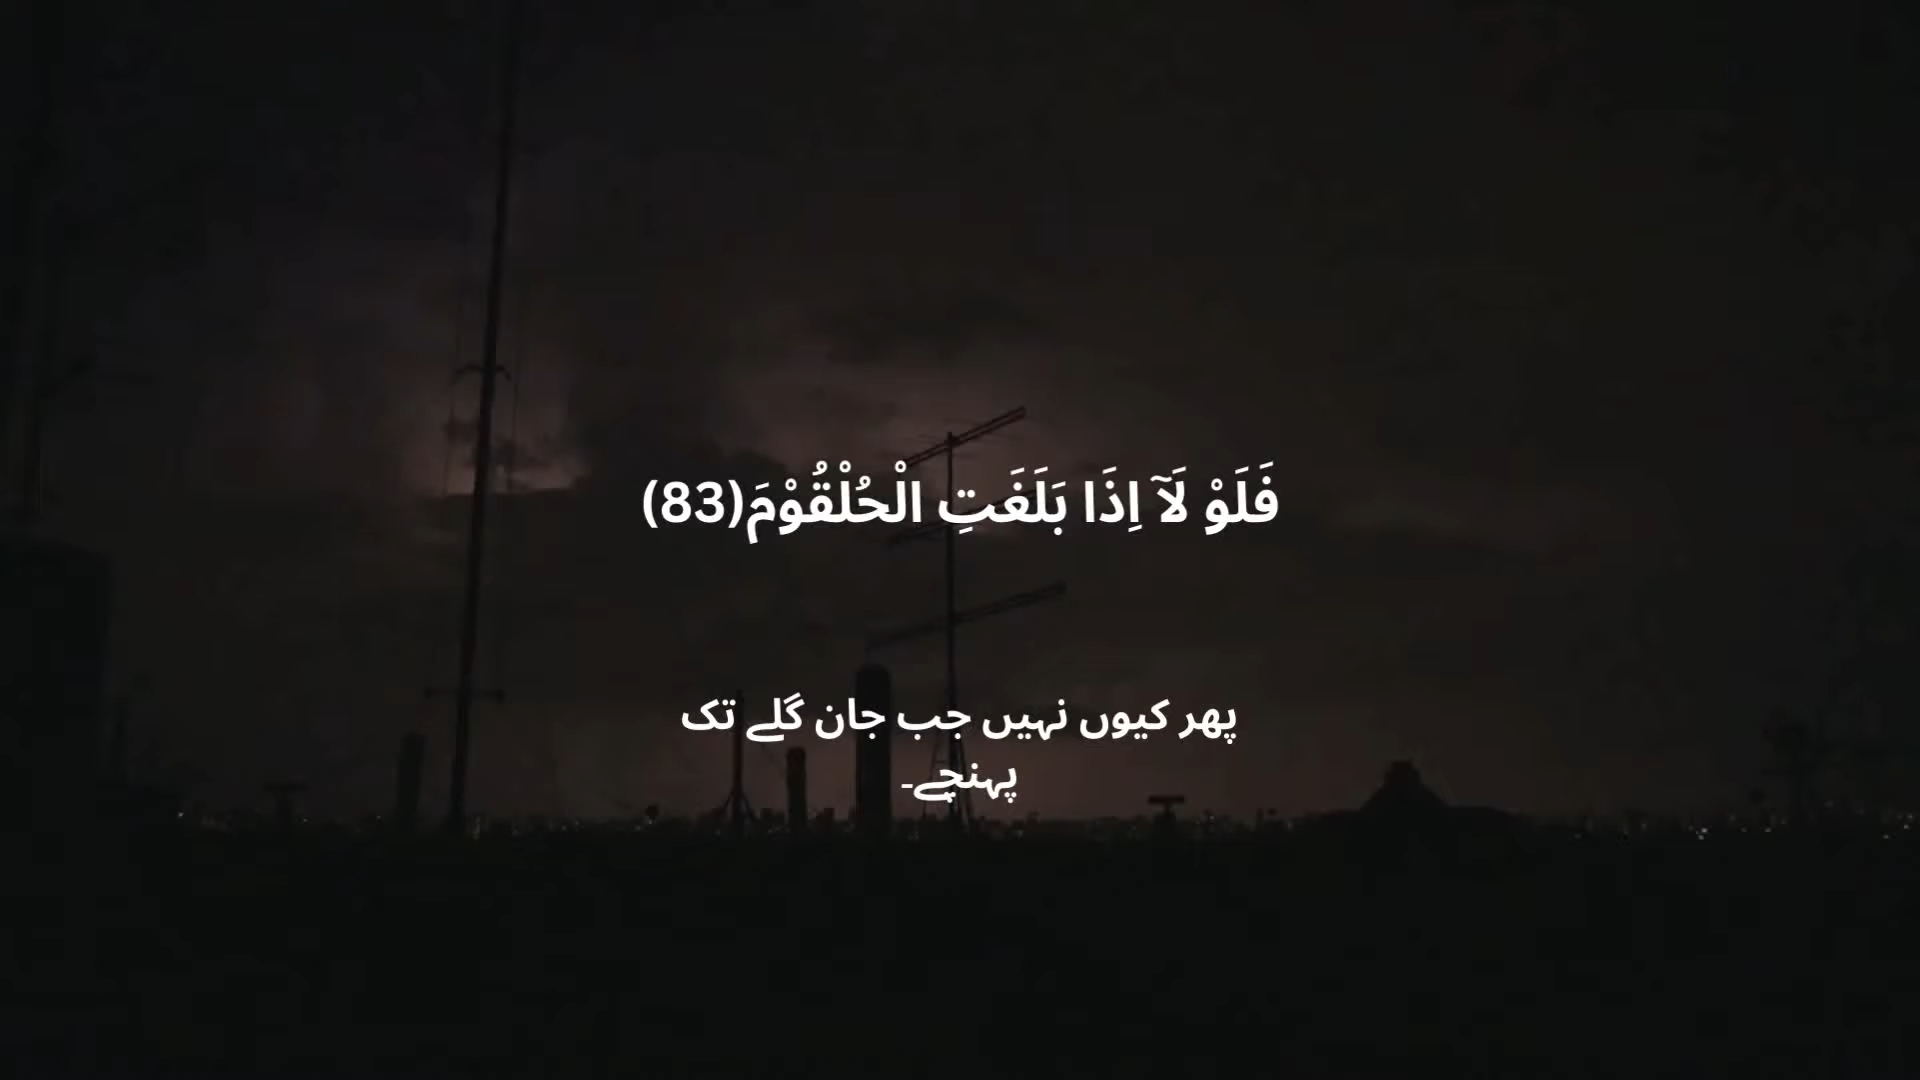 فَلَوْ لَاۤ اِذَا بَلَغَتِ الْحُلْقُوْمَ(83)
پھر کیوں نہیں جب جان گلے تک
پہنچے۔